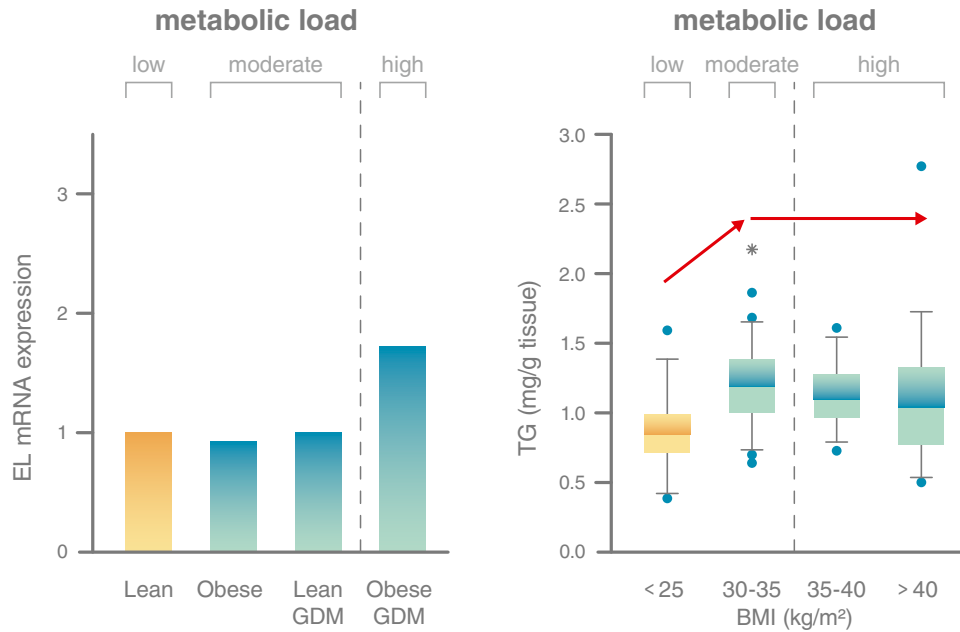 metabolic load
low
moderate
high
3
2
1
0
EL mRNA expression
Lean
Obese
Lean
GDM
Obese
GDM
metabolic load
low
moderate
high
3.0
2.5
2.0
1.5
1.0
0.5
0.0
TG (mg/g tissue)
*
<25
30-35
35-40
>40
BMI (kg/m²)